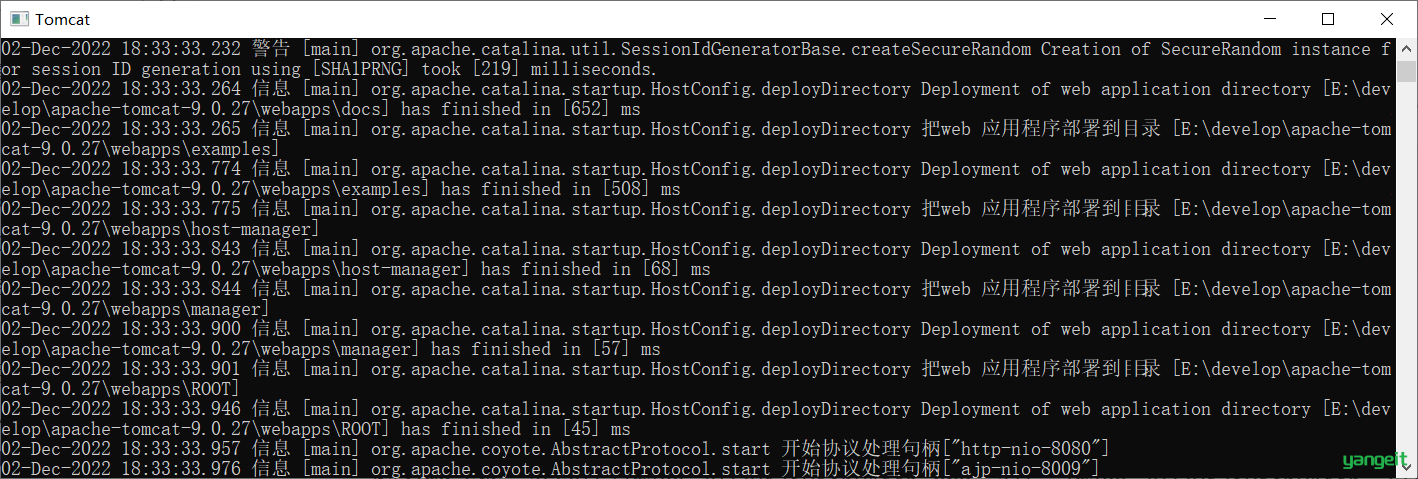 Tomcat
02-Dec-2022 18:33:33.232 警告 [main] org.apache.catalina.util.SessionIdGeneratorBase.createSecureRandom Creation of SecureRandom instance f
or session ID generation using [SHA1PRNG] took [219] milliseconds.
02-Dec-2022 18:33:33.264 信息 [main] org.apache.catalina.startup.HostConfig.deployDirectory Deployment of web application directory [E:\dev
elop\apache-tomcat-9.0.27\webapps\docs] has finished in [652] ms
02-Dec-2022 18:33:33.265 信息 [main] org.apache.catalina.startup.HostConfig.deployDirectory 把web 应用程序部署到目录 [E:\develop\apache-tom
cat-9.0.27\webapps\examples]
02-Dec-2022 18:33:33.774 信息 [main] org.apache.catalina.startup.HostConfig.deployDirectory Deployment of web application directory [E:\dev
elop\apache-tomcat-9.0.27\webapps\examples] has finished in [508] ms
02-Dec-2022 18:33:33.775 信息 [main] org.apache.catalina.startup.HostConfig.deployDirectory 把web 应用程序部署到目录 [E:\develop\apache-tom
cat-9.0.27\webapps\host-manager]
02-Dec-2022 18:33:33.843 信息 [main] org.apache.catalina.startup.HostConfig.deployDirectory Deployment of web application directory [E:\dev
elop\apache-tomcat-9.0.27\webapps\host-manager] has finished in [68] ms
02-Dec-2022 18:33:33.844 信息 [main] org.apache.catalina.startup.HostConfig.deployDirectory 把web 应用程序部署到目录 [E:\develop\apache-tom
cat-9.0.27\webapps\manager]
02-Dec-2022 18:33:33.900 信息 [main] org.apache.catalina.startup.HostConfig.deployDirectory Deployment of web application directory [E:\dev
elop\apache-tomcat-9.0.27\webapps\manager] has finished in [57] ms
02-Dec-2022 18:33:33.901 信息 [main] org.apache.catalina.startup.HostConfig.deployDirectory 把web 应用程序部署到目录 [E:\develop\apache-tom
cat-9.0.27\webapps\ROOT]
02-Dec-2022 18:33:33.946 信息 [main] org.apache.catalina.startup.HostConfig.deployDirectory Deployment of web application directory [E:\dev
elop\apache-tomcat-9.0.27\webapps\ROOT] has finished in [45] ms
02-Dec-2022 18:33:33.957 信息 [main] org.apache.coyote.AbstractProtocol.start 开始协议处理句柄["http-nio-8080"]
02-Dec-2022 18:33:33.976 信息 [main] org.apache.coyote.AbstractProtocol.start 开始协议处理句柄["ajp-nio-8009"]
yangeit